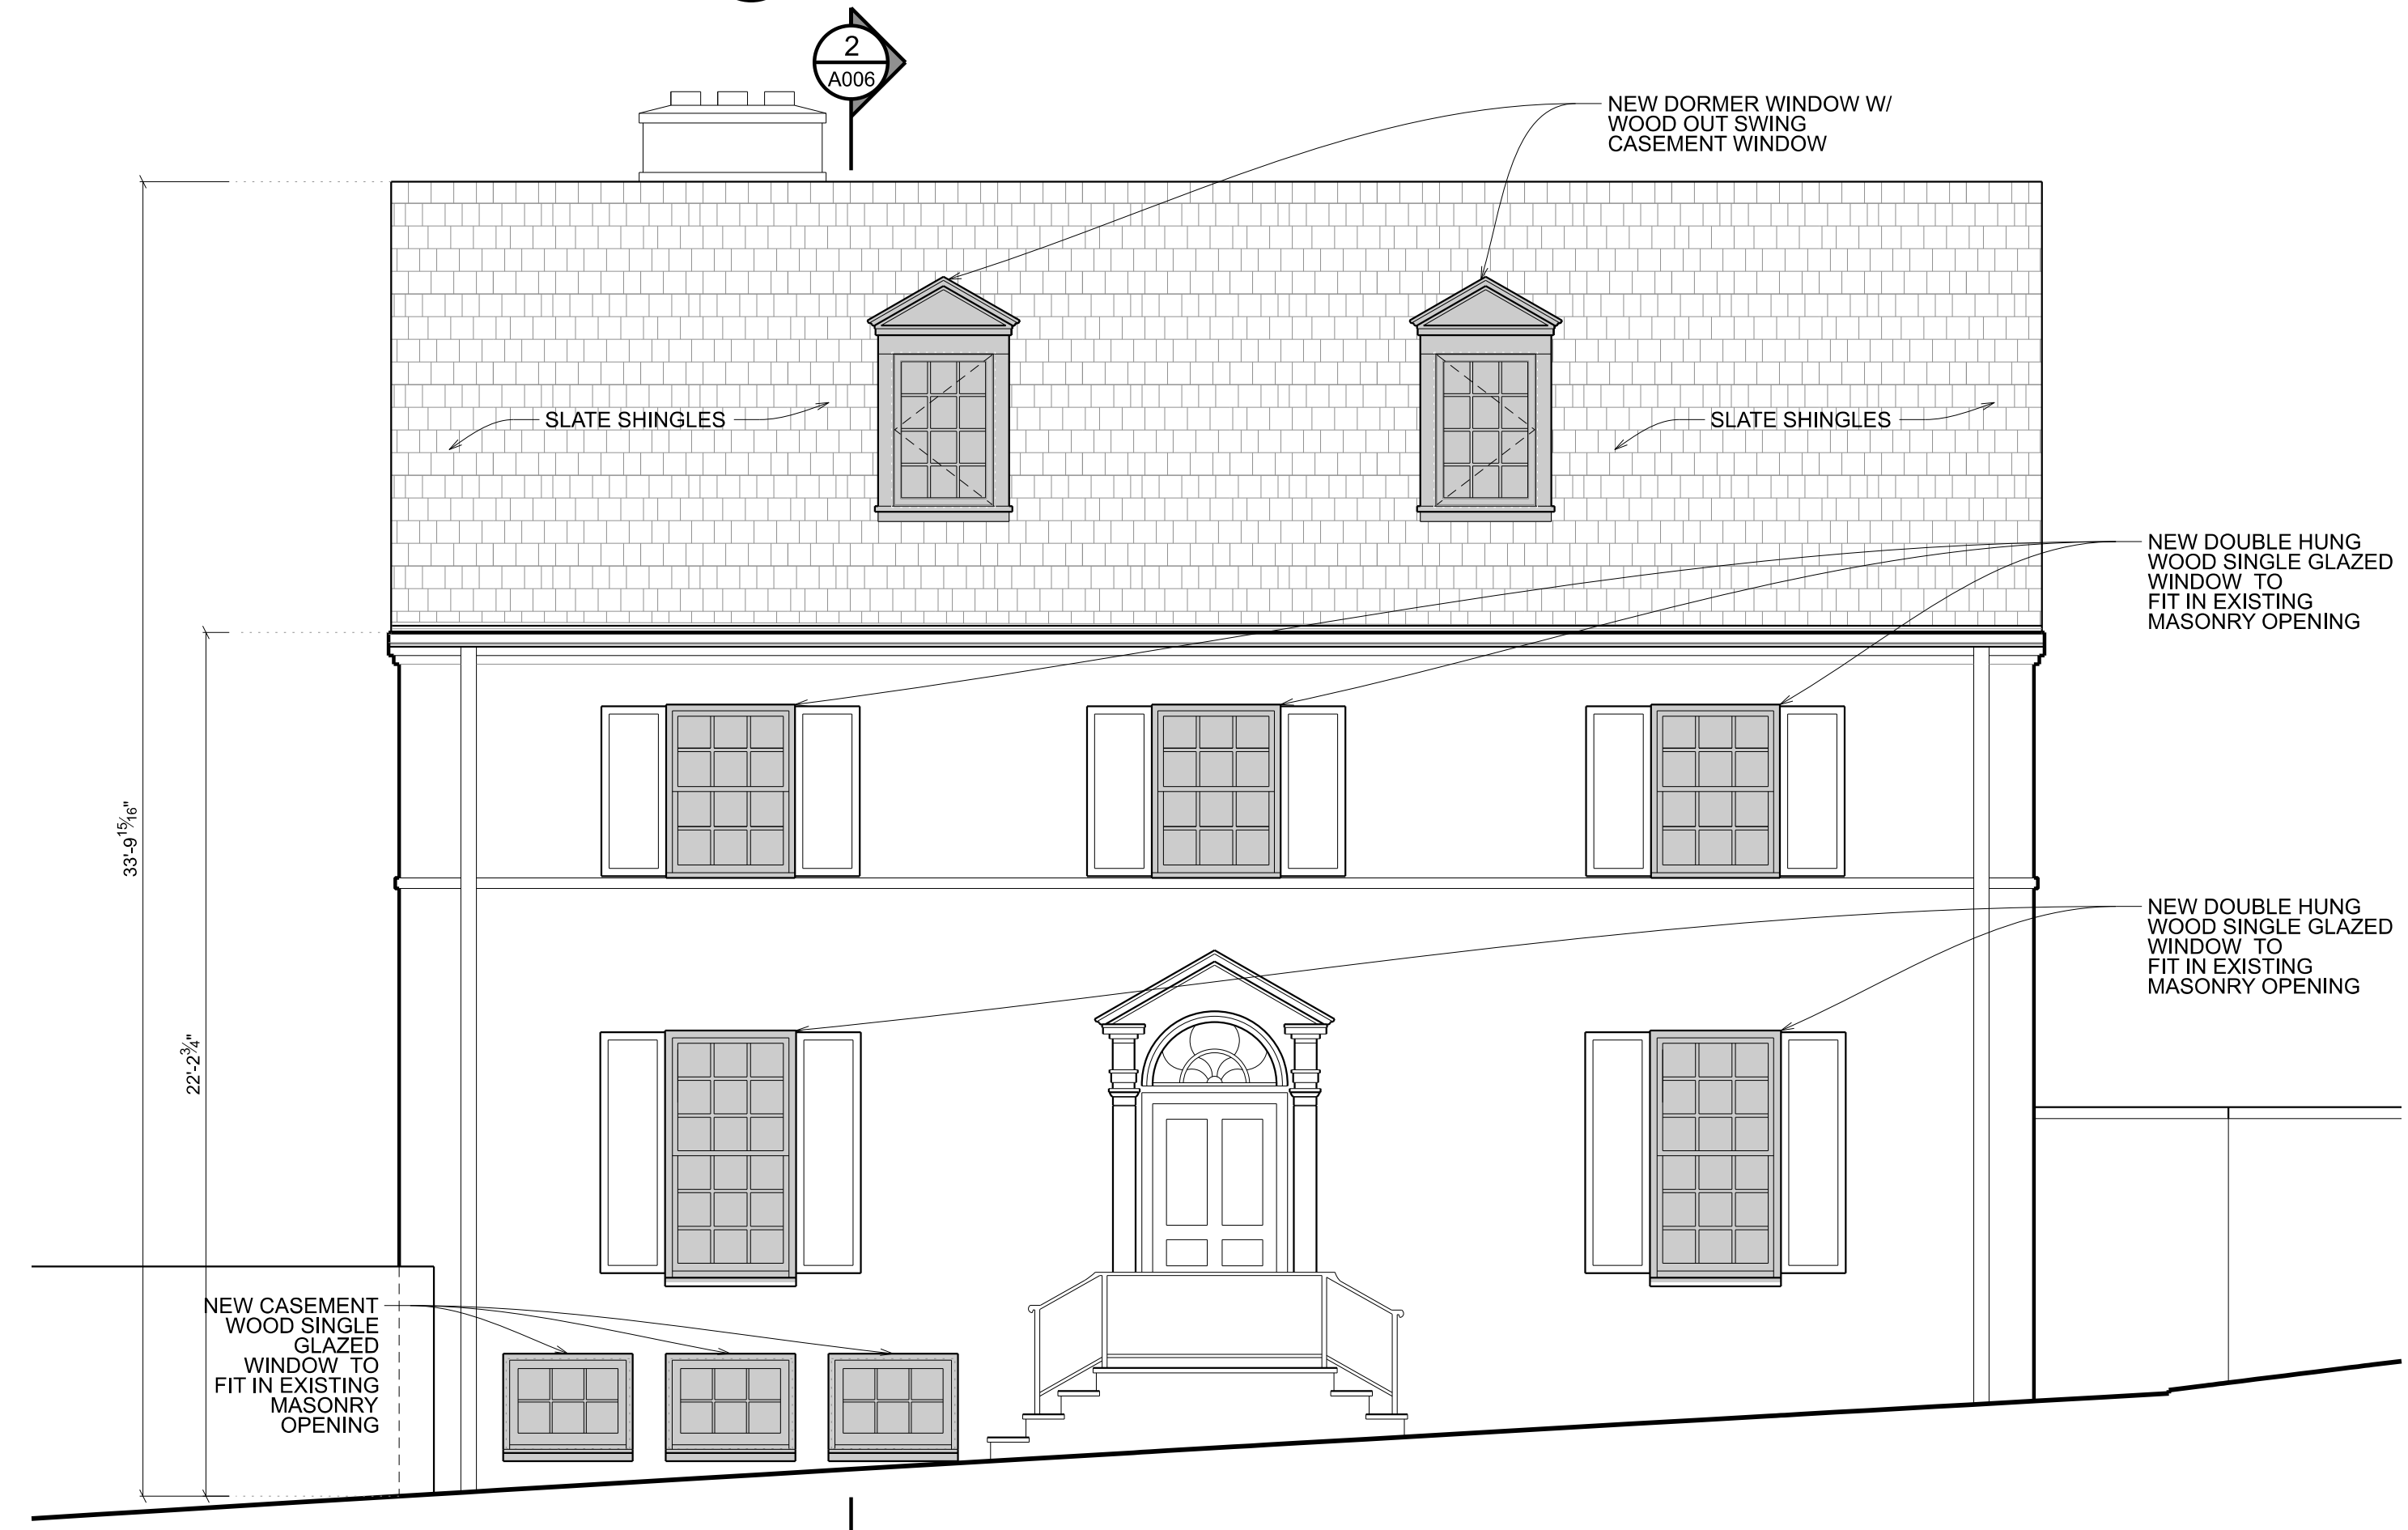 2
A006
NEW DORMER WINDOW W/
WOOD OUT SWING
CASEMENT WINDOW
SLATE SHINGLES
SLATE SHINGLES
NEW DOUBLE HUNG
WOOD SINGLE GLAZED
WINDOW TO
FIT IN EXISTING
MASONRY OPENING
33'-9 15/16"
22'-2 3/4"
NEW DOUBLE HUNG
WOOD SINGLE GLAZED
WINDOW TO
FIT IN EXISTING
MASONRY OPENING
NEW CASEMENT
WOOD SINGLE
GLAZED
WINDOW TO
FIT IN EXISTING
MASONRY
OPENING